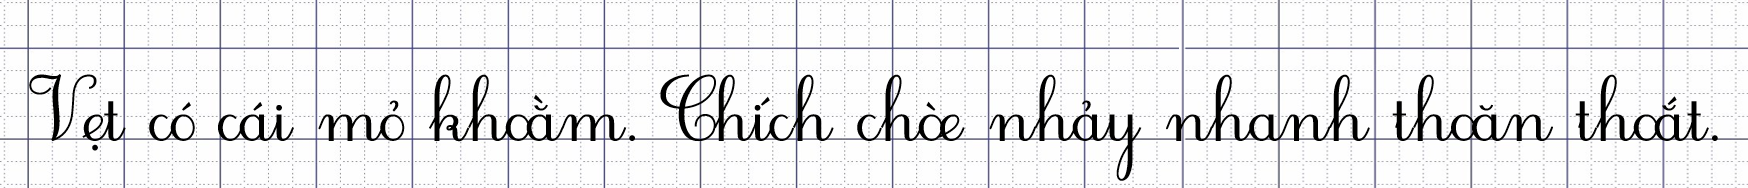 Vẹt có cái mỏ khoằm. Chích chòe nhảy nhanh thoăn thoắt.